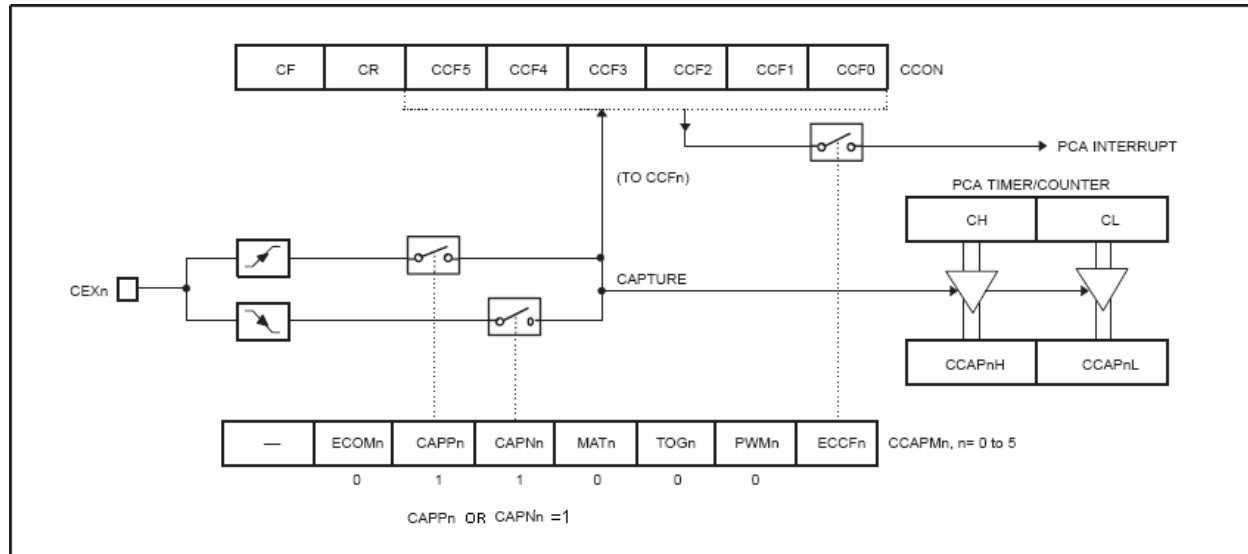 CF CR CCF5 CCF4 CCF3 CCF2 CCF1 CCF0 CCON
PCA INTERRUPT
(TO CCFn)
PCA TIMER/COUNTER
CH CL
CEXn
CAPTURE
CCAPnH CCAPnL
— ECOMn CAPPn CAPNn MATn TOGn PWMn ECCFn CCAPMn, n= 0 to 5
0 1 1 0 0 0
CAPPn OR CAPNn =1